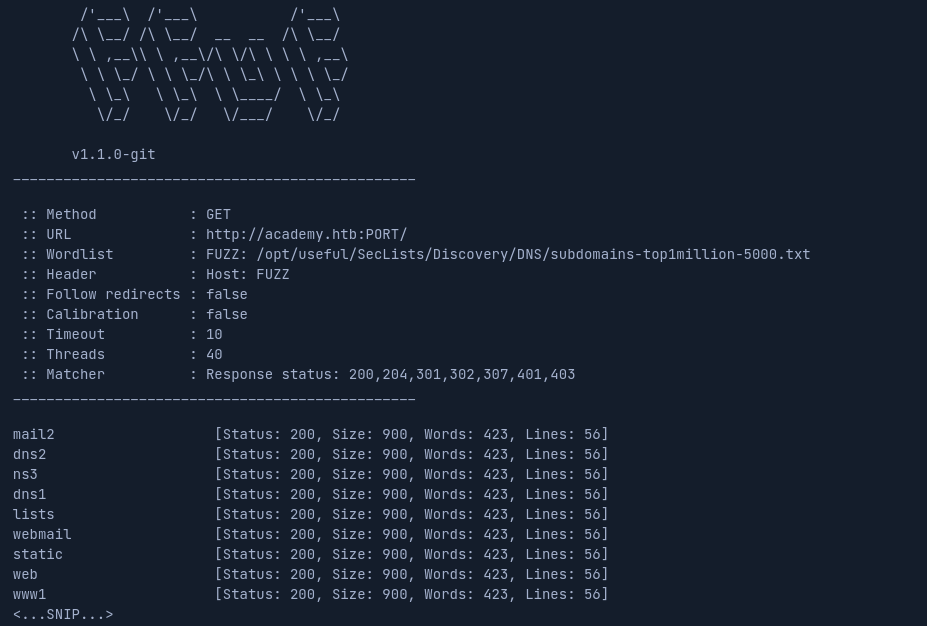 /'___\  /'___\           /'___\
       /\ \__/ /\ \__/  __  __  /\ \__/
       \ \ ,__\\ \ ,__\/\ \/\ \ \ \ ,__\
        \ \ \_/ \ \ \_/\ \ \_\ \ \ \ \_/
         \ \_\   \ \_\  \ \____/  \ \_\
          \/_/    \/_/   \/___/    \/_/
       v1.1.0-git
________________________________________________
 :: Method           : GET
 :: URL              : http://academy.htb:PORT/
 :: Wordlist         : FUZZ: /opt/useful/SecLists/Discovery/DNS/subdomains-top1million-5000.txt
 :: Header           : Host: FUZZ
 :: Follow redirects : false
 :: Calibration      : false
 :: Timeout          : 10
 :: Threads          : 40
 :: Matcher          : Response status: 200,204,301,302,307,401,403
________________________________________________
mail2                   [Status: 200, Size: 900, Words: 423, Lines: 56]
dns2                    [Status: 200, Size: 900, Words: 423, Lines: 56]
ns3                     [Status: 200, Size: 900, Words: 423, Lines: 56]
dns1                    [Status: 200, Size: 900, Words: 423, Lines: 56]
lists                   [Status: 200, Size: 900, Words: 423, Lines: 56]
webmail                 [Status: 200, Size: 900, Words: 423, Lines: 56]
static                  [Status: 200, Size: 900, Words: 423, Lines: 56]
web                     [Status: 200, Size: 900, Words: 423, Lines: 56]
www1                    [Status: 200, Size: 900, Words: 423, Lines: 56]
<...SNIP...>